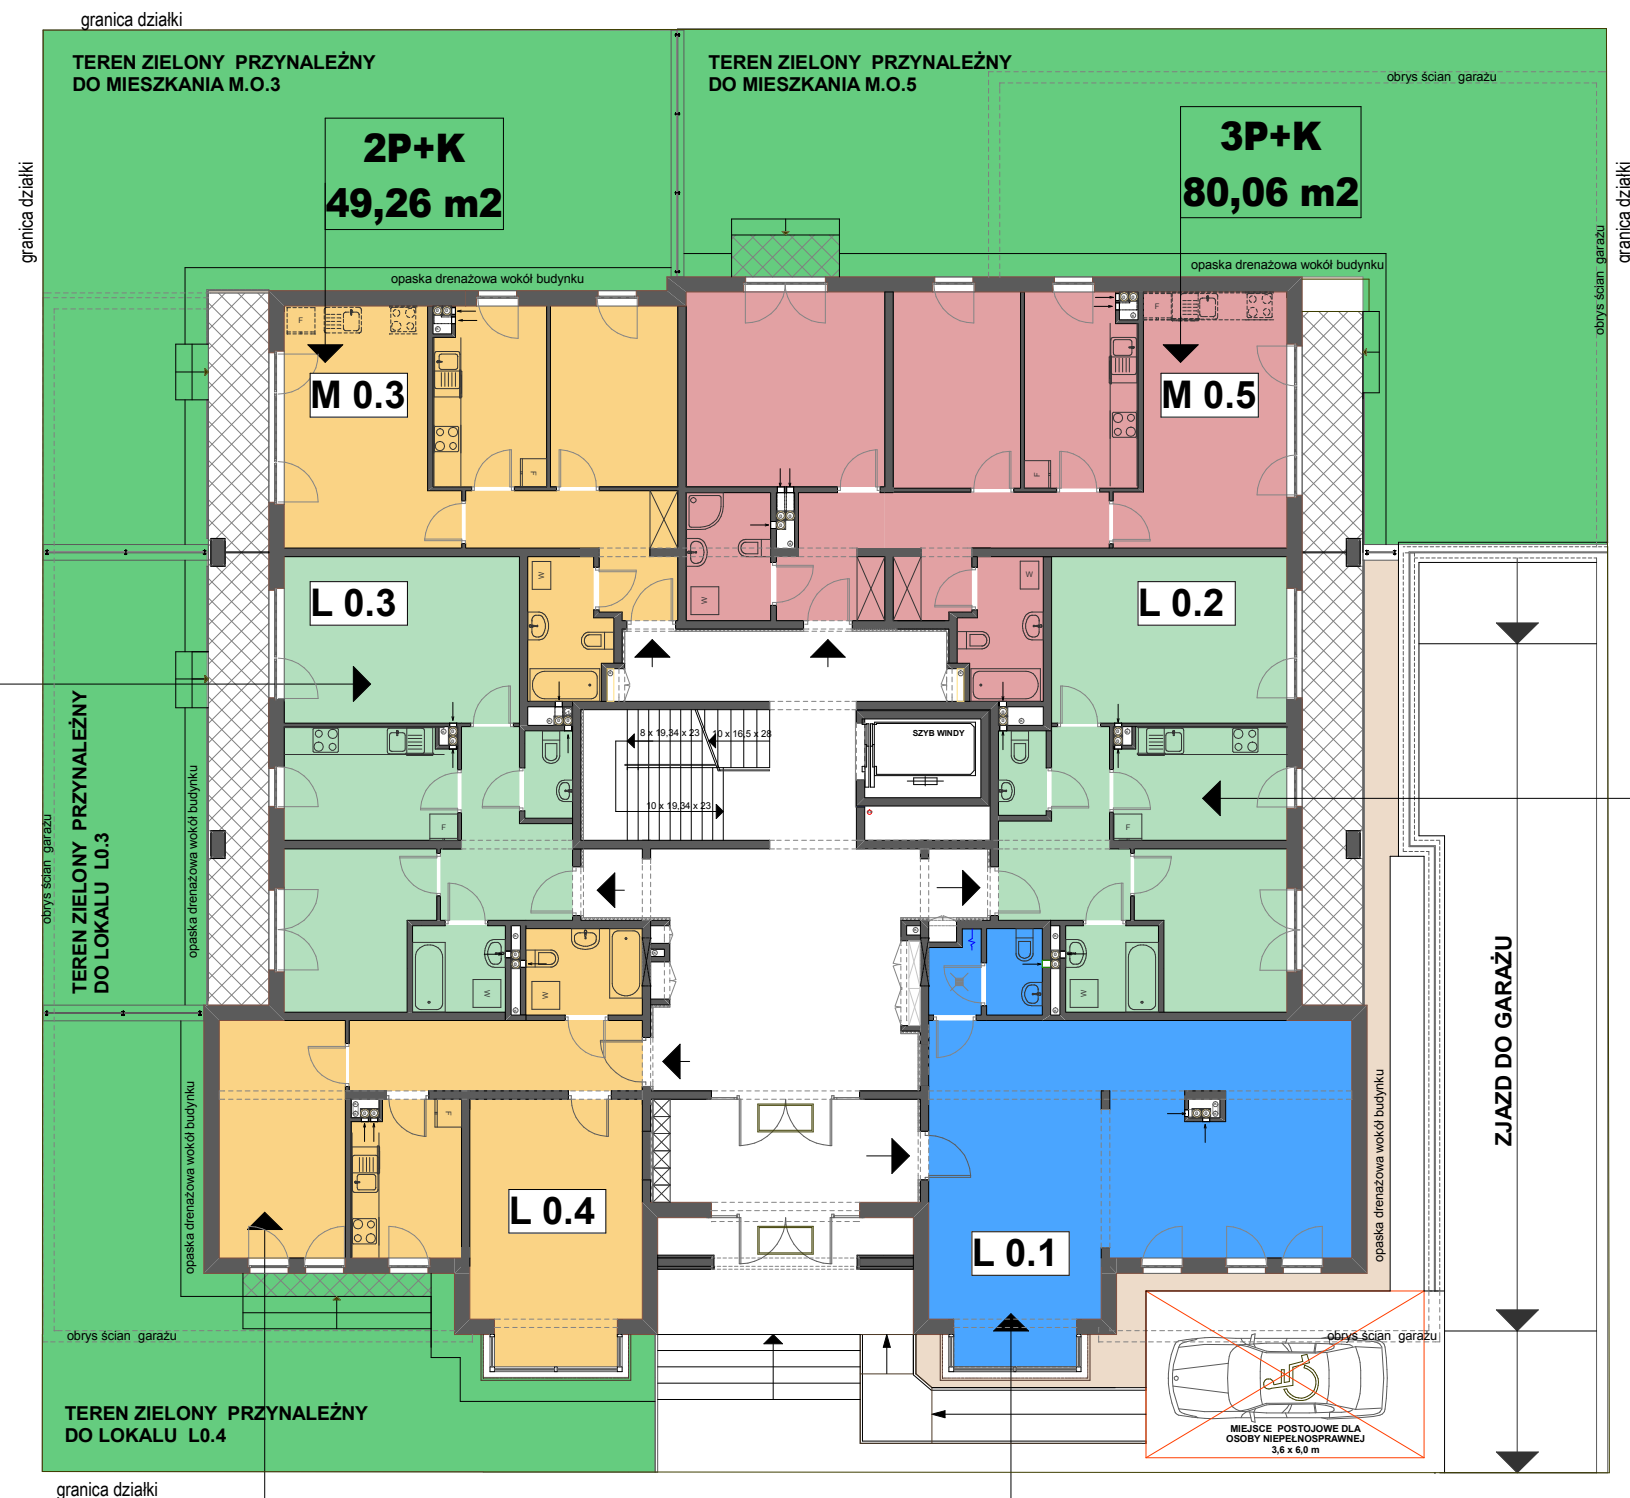 granica działki
TEREN ZIELONY PRZYNALEŻNY
DO MIESZKANIA M.O.3
TEREN ZIELONY PRZYNALEŻNY
DO MIESZKANIA M.O.5
obrys ścian garażu
2P+K
49,26 m2
3P+K
80,06 m2
granica działki
granica działki
obrys ścian garażu
opaska drenażowa wokół budynku
opaska drenażowa wokół budynku
F
F
M 0.3
M 0.5
F
F
L 0.3
L 0.2
W
W
W
TEREN ZIELONY PRZYNALEŻNY
DO LOKALU L0.3
8 x 19,34 x 23
10 x 16,5 x 28
SZYB WINDY
10 x 19,34 x 23
F
F
obrys ścian garażu
opaska drenażowa wokół budynku
W
W
W
ZJAZD DO GARAŻU
opaska drenażowa wokół budynku
opaska drenażowa wokół budynku
F
L 0.4
L 0.1
obrys ścian garażu
obrys ścian garażu
TEREN ZIELONY PRZYNALEŻNY
DO LOKALU L0.4
MIEJSCE POSTOJOWE DLA
OSOBY NIEPEŁNOSPRAWNEJ
3,6 x 6,0 m
granica działki